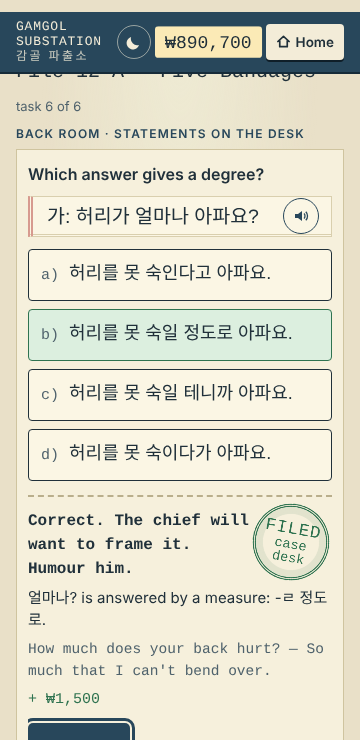 GAMGOL
SUBSTATION
감골 파출소
₩890,700
Home
File 12-A — Five Bandages
task 6 of 6
BACK ROOM · STATEMENTS ON THE DESK
Which answer gives a degree?
가: 허리가 얼마나 아파요?
a) 허리를 못 숙인다고 아파요.
b) 허리를 못 숙일 정도로 아파요.
c) 허리를 못 숙일 테니까 아파요.
d) 허리를 못 숙이다가 아파요.
Correct. The chief will
want to frame it.
Humour him.
FILED
case
desk
얼마나? is answered by a measure: -ㄹ 정도
로.
How much does your back hurt? — So
much that I can't bend over.
+ ₩1,500